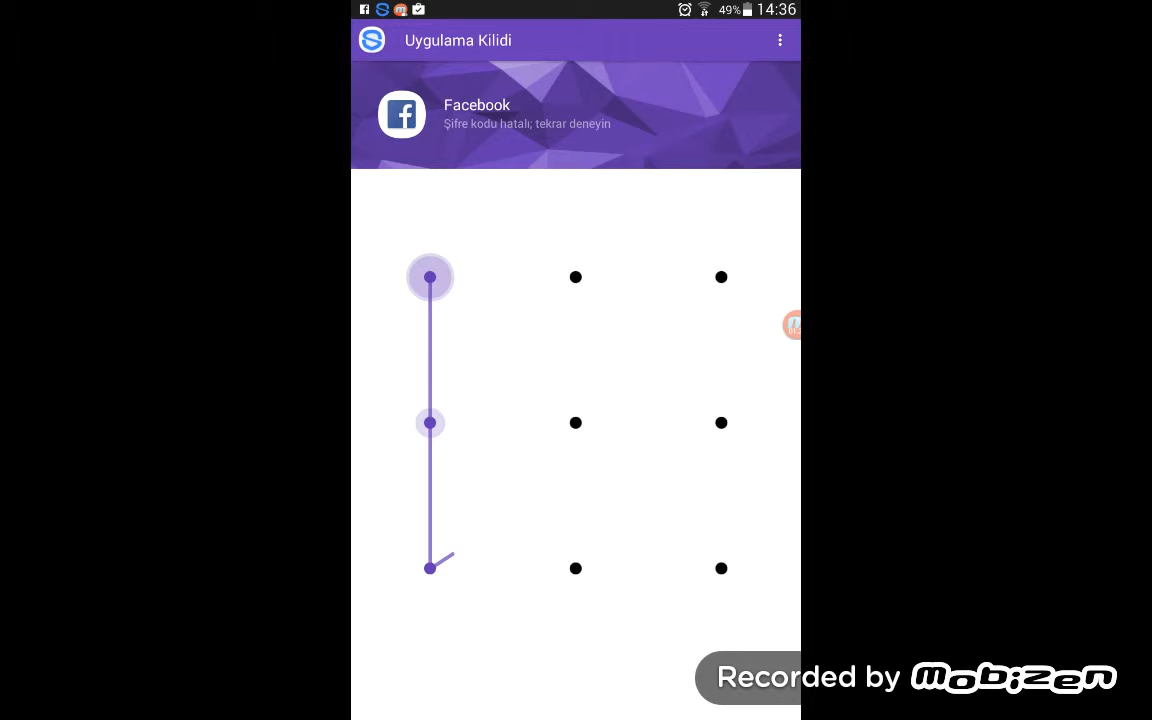 49% 14:36
Uygulama Kilidi
Facebook
Şifre kodu hatalı; tekrar deneyin
Recorded by mobizen